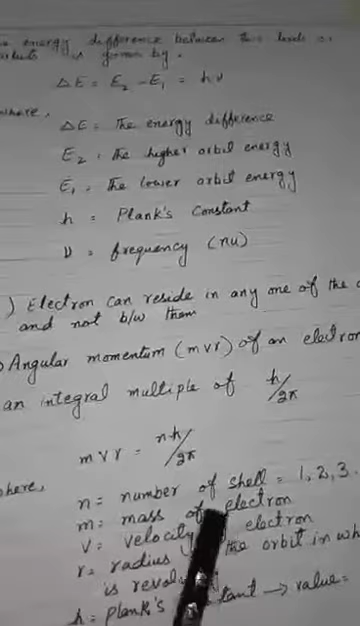 energy difference between two levels or
is given by.
ΔE = E₂ - E₁ = hν
where,
ΔE = The energy difference
E₂ = the higher orbit energy
E₁ = The lower orbit energy
h = Plank's Constant
ν = frequency (nu)
) Electron can reside in any one of the
and not b/w them
Angular momentum (mvr) of an electron
an integral multiple of h/2π
mvr = nh/2π
where,
n = number of shell = 1, 2, 3.
m = mass of electron
V = velocity electron
r = radius the orbit in
is
h = Plank's → value =